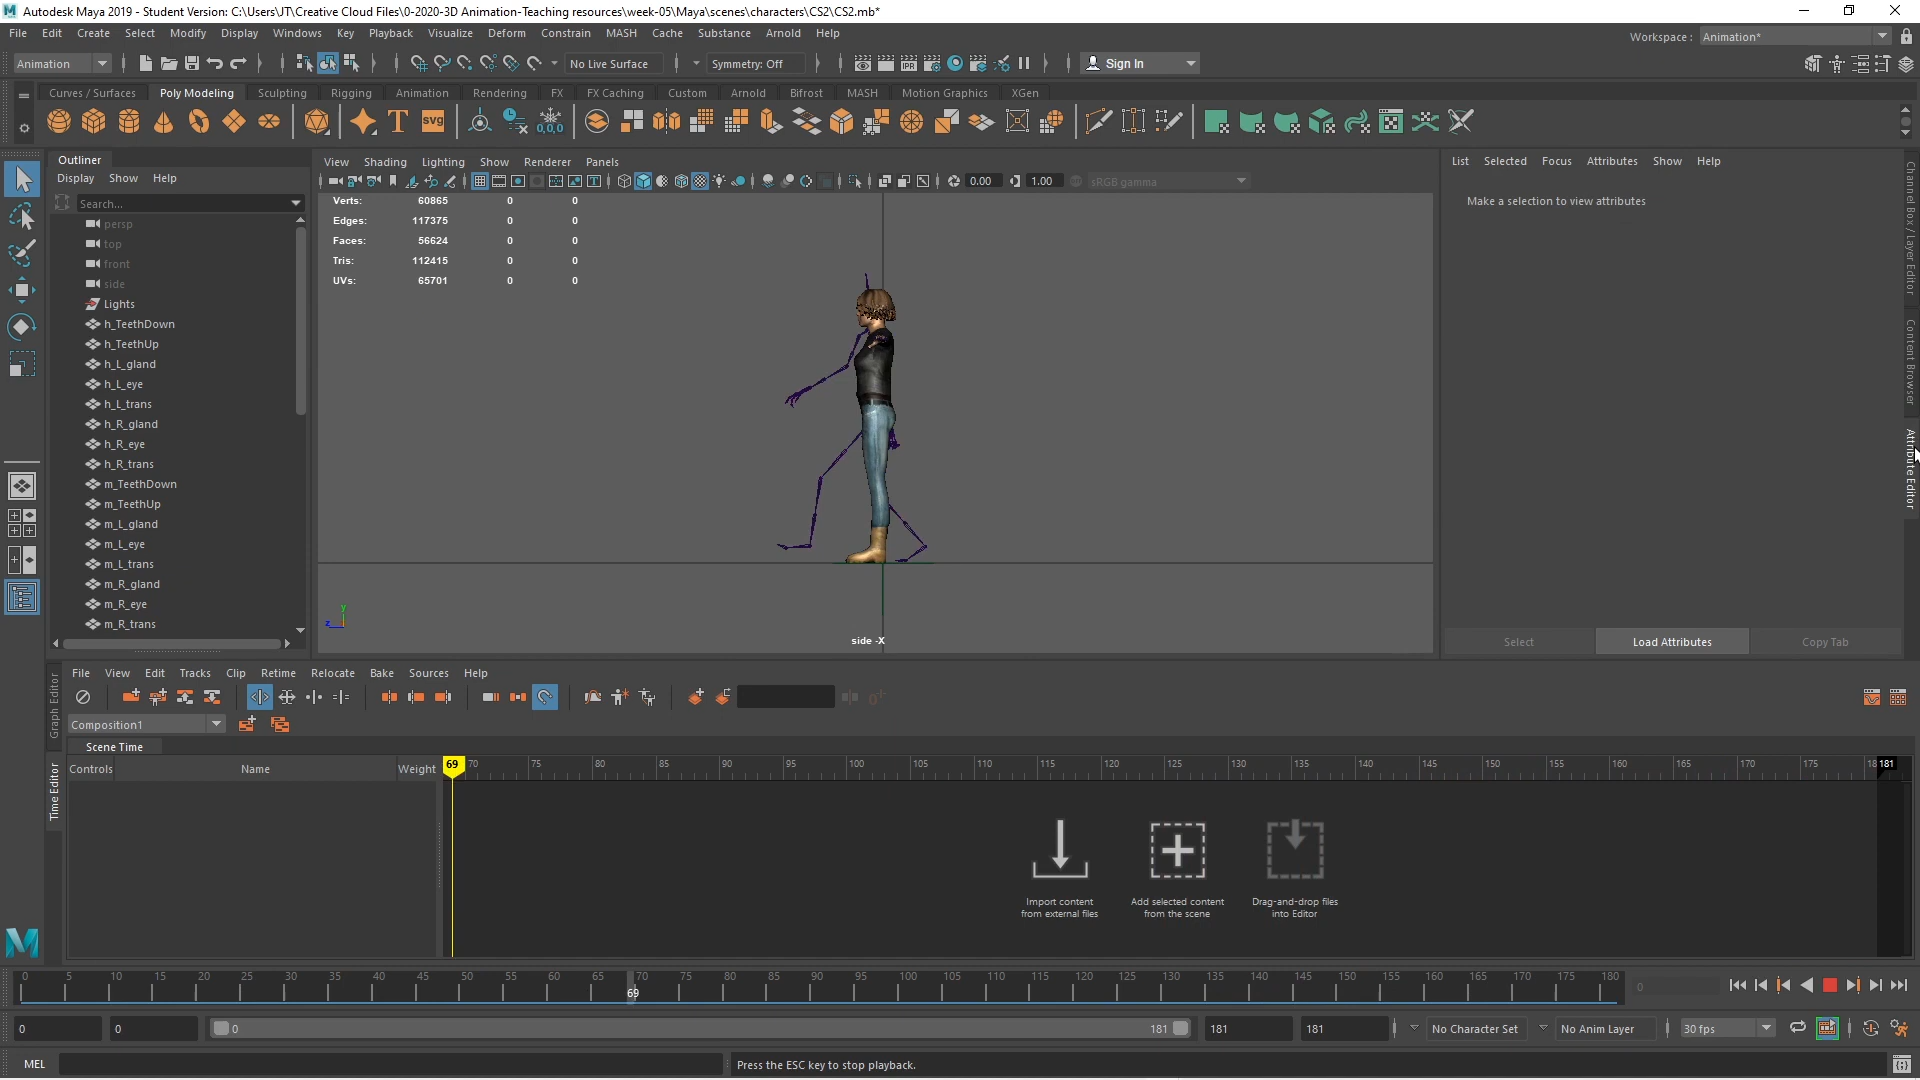 Autodesk Maya 2019 - Student Version: C:\Users\JT\Creative Cloud Files\0-2020-3D Animation-Teaching resources\week-05\Maya\scenes\characters\CS2\CS2.mb*
File Edit Create Select Modify Display Windows Key Playback Visualize Deform Constrain MASH Cache Substance Arnold Help
Workspace : Animation*
Animation No Live Surface Symmetry: Off Sign In
Curves / Surfaces Poly Modeling Sculpting Rigging Animation Rendering FX FX Caching Custom Arnold Bifrost MASH Motion Graphics XGen
Outliner
Display Show Help
Search...
persp
top
front
side
Lights
h_TeethDown
h_TeethUp
h_L_gland
h_L_eye
h_L_trans
h_R_gland
h_R_eye
h_R_trans
m_TeethDown
m_TeethUp
m_L_gland
m_L_eye
m_L_trans
m_R_gland
m_R_eye
m_R_trans
View Shading Lighting Show Renderer Panels
0.00 1.00 sRGB gamma
Verts: 60865 0 0
Edges: 117375 0 0
Faces: 56624 0 0
Tris: 112415 0 0
UVs: 65701 0 0
y
z
side -X
List Selected Focus Attributes Show Help
Make a selection to view attributes
Select Load Attributes Copy Tab
Channel Box / Layer Editor
Content Browser
Attribute Editor
Graph Editor
Time Editor
File View Edit Tracks Clip Retime Relocate Bake Sources Help
Composition1
Scene Time
Controls Name Weight
69 70 75 80 85 90 95 100 105 110 115 120 125 130 135 140 145 150 155 160 165 170 175 181
Import content from external files
Add selected content from the scene
Drag-and-drop files into Editor
0 5 10 15 20 25 30 35 40 45 50 55 60 65 70 75 80 85 90 95 100 105 110 115 120 125 130 135 140 145 150 155 160 165 170 175 180
69
0
0 0 0 181 181 181 No Character Set No Anim Layer 30 fps
MEL Press the ESC key to stop playback.